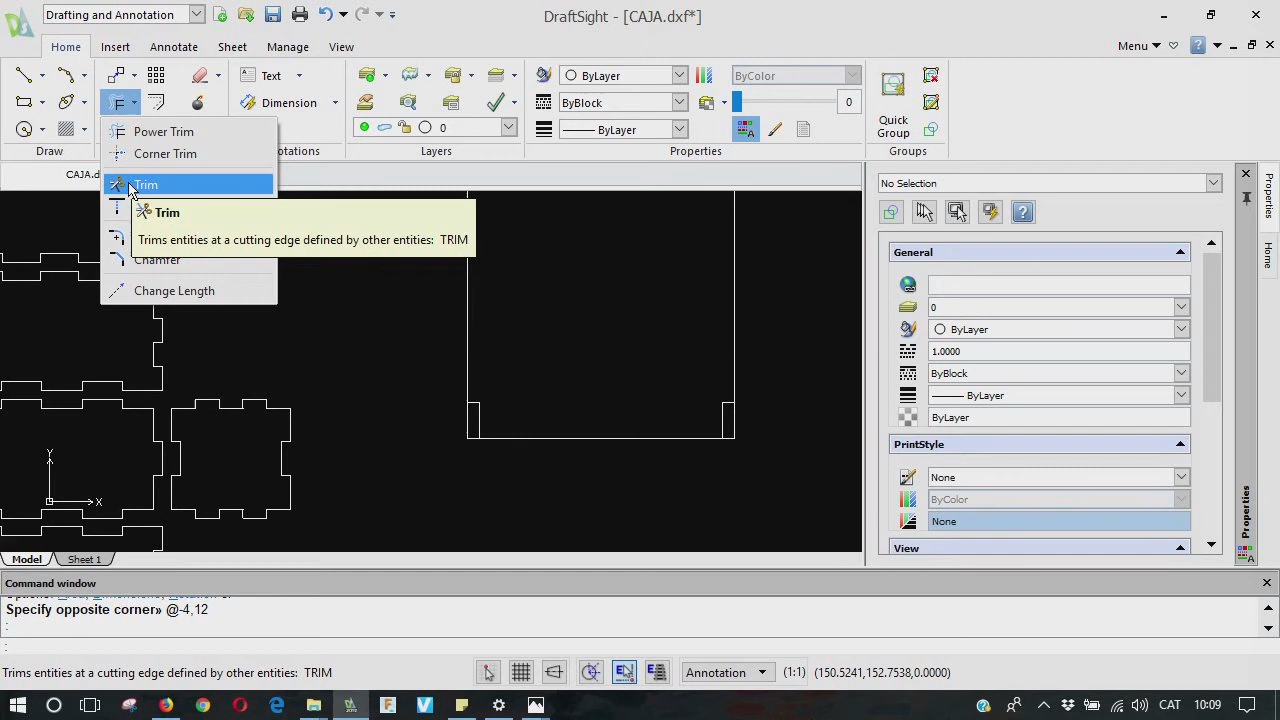 Drafting and Annotation
DraftSight - [CAJA.dxf*]
Home
Insert
Annotate
Sheet
Manage
View
Menu
Text
Dimension
ByLayer
ByBlock
ByLayer
ByColor
0
0
Quick
Group
Draw
Layers
Properties
Groups
Power Trim
Corner Trim
Trim
Trim
Trims entities at a cutting edge defined by other entities: TRIM
Chamfer
Change Length
No Selection
General
0
ByLayer
1.0000
ByBlock
ByLayer
ByLayer
PrintStyle
None
ByColor
None
View
Properties
Home
Properties
Y
X
Model
Sheet 1
Command window
Specify opposite corner» @-4,12
:
:
Trims entities at a cutting edge defined by other entities: TRIM
Annotation
(1:1)
(150.5241,152.7538,0.0000)
CAT
10:09